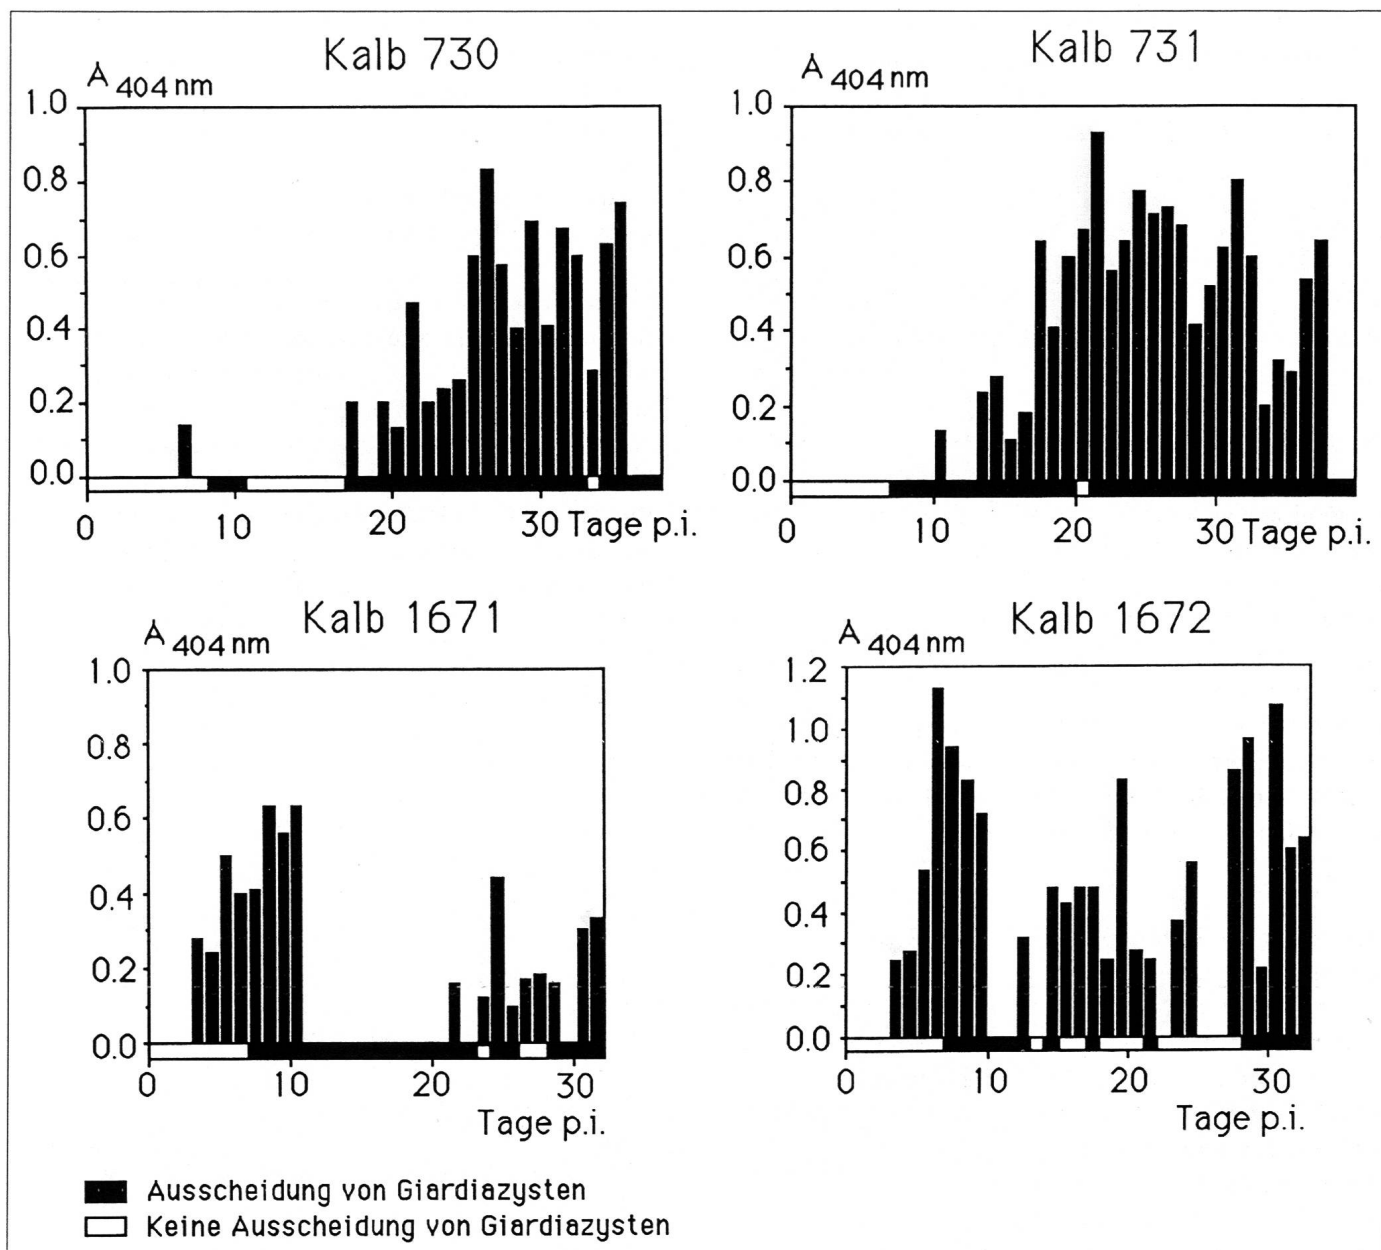 Kalb 730
A 404 nm
1.0
0.8
0.6
0.4
0.2
0.0
0 10 20 30 Tage p.i.
Kalb 731
A 404 nm
1.0
0.8
0.6
0.4
0.2
0.0
0 10 20 30 Tage p.i.
Kalb 1671
A 404 nm
1.0
0.8
0.6
0.4
0.2
0.0
0 10 20 30
Tage p.i.
Kalb 1672
A 404 nm
1.2
1.0
0.8
0.6
0.4
0.2
0.0
0 10 20 30
Tage p.i.
Ausscheidung von Giardiazysten
Keine Ausscheidung von Giardiazysten